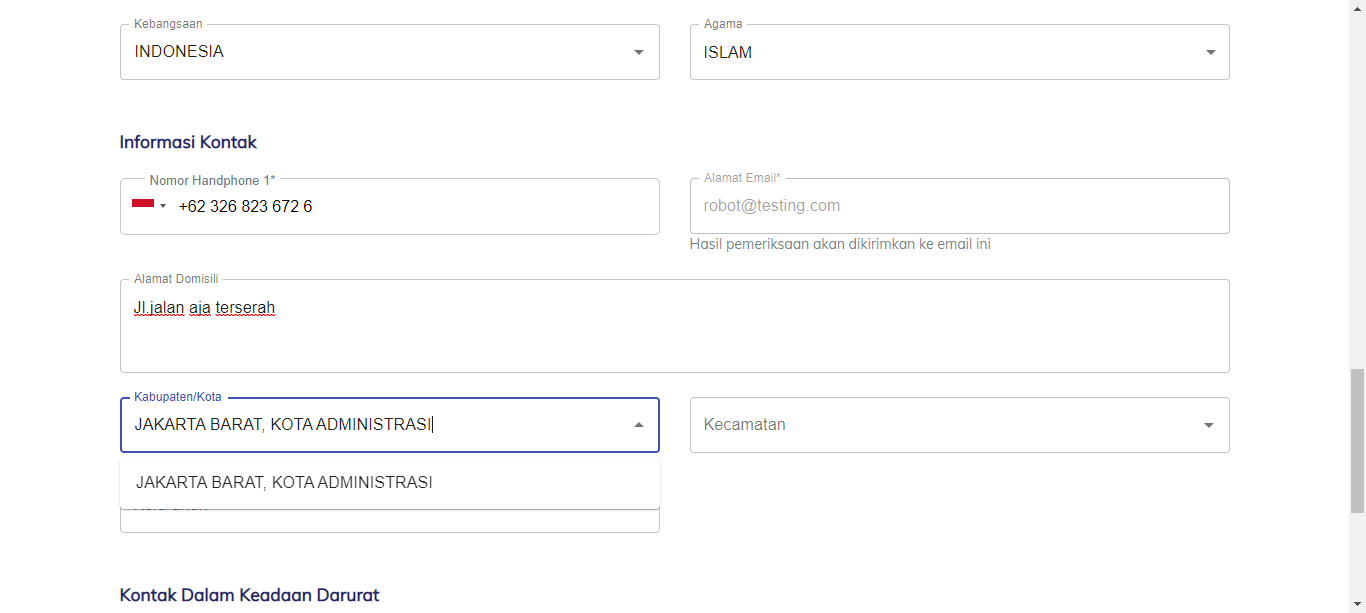 Kebangsaan
INDONESIA
Agama
ISLAM
Informasi Kontak
Nomor Handphone 1*
+62 326 823 672 6
Alamat Email*
robot@testing.com
Hasil pemeriksaan akan dikirimkan ke email ini
Alamat Domisili
Jl.jalan aja terserah
Kabupaten/Kota
JAKARTA BARAT, KOTA ADMINISTRASI
Kecamatan
JAKARTA BARAT, KOTA ADMINISTRASI
Kontak Dalam Keadaan Darurat